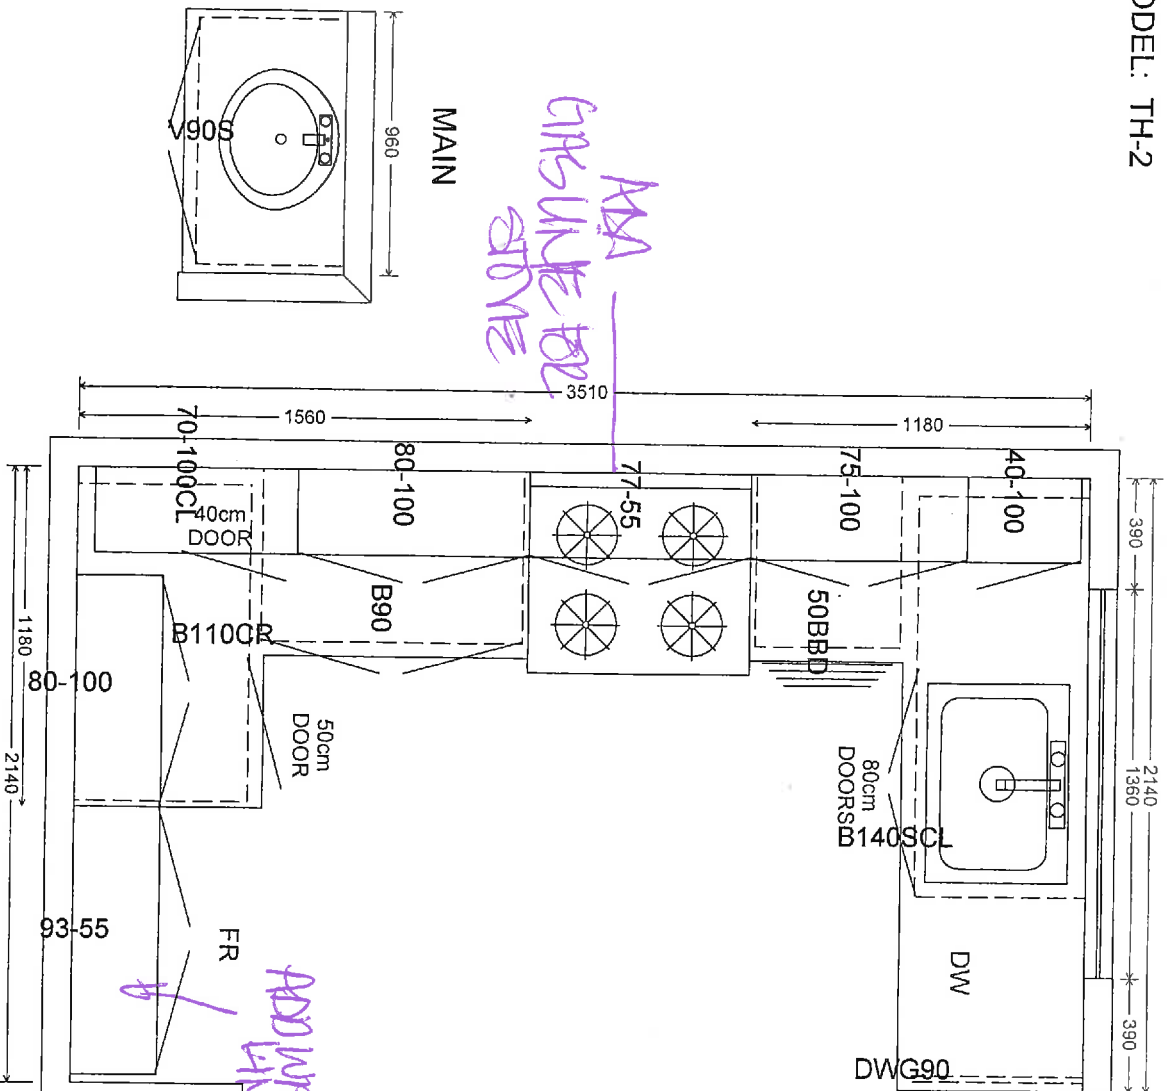 ODEL: TH-2
MAIN
960
V90S
GAS LINE FOR
STOVE
3510
1560
1180
70-100CL
80-100
77-55
75-100
40-100
40cm
DOOR
390
B90
50BBD
B110CR
1180
80-100
50cm
DOOR
80cm
DOORS
B140SCL
1360
2140
2140
93-55
FR
DW
390
DWG90
ADD